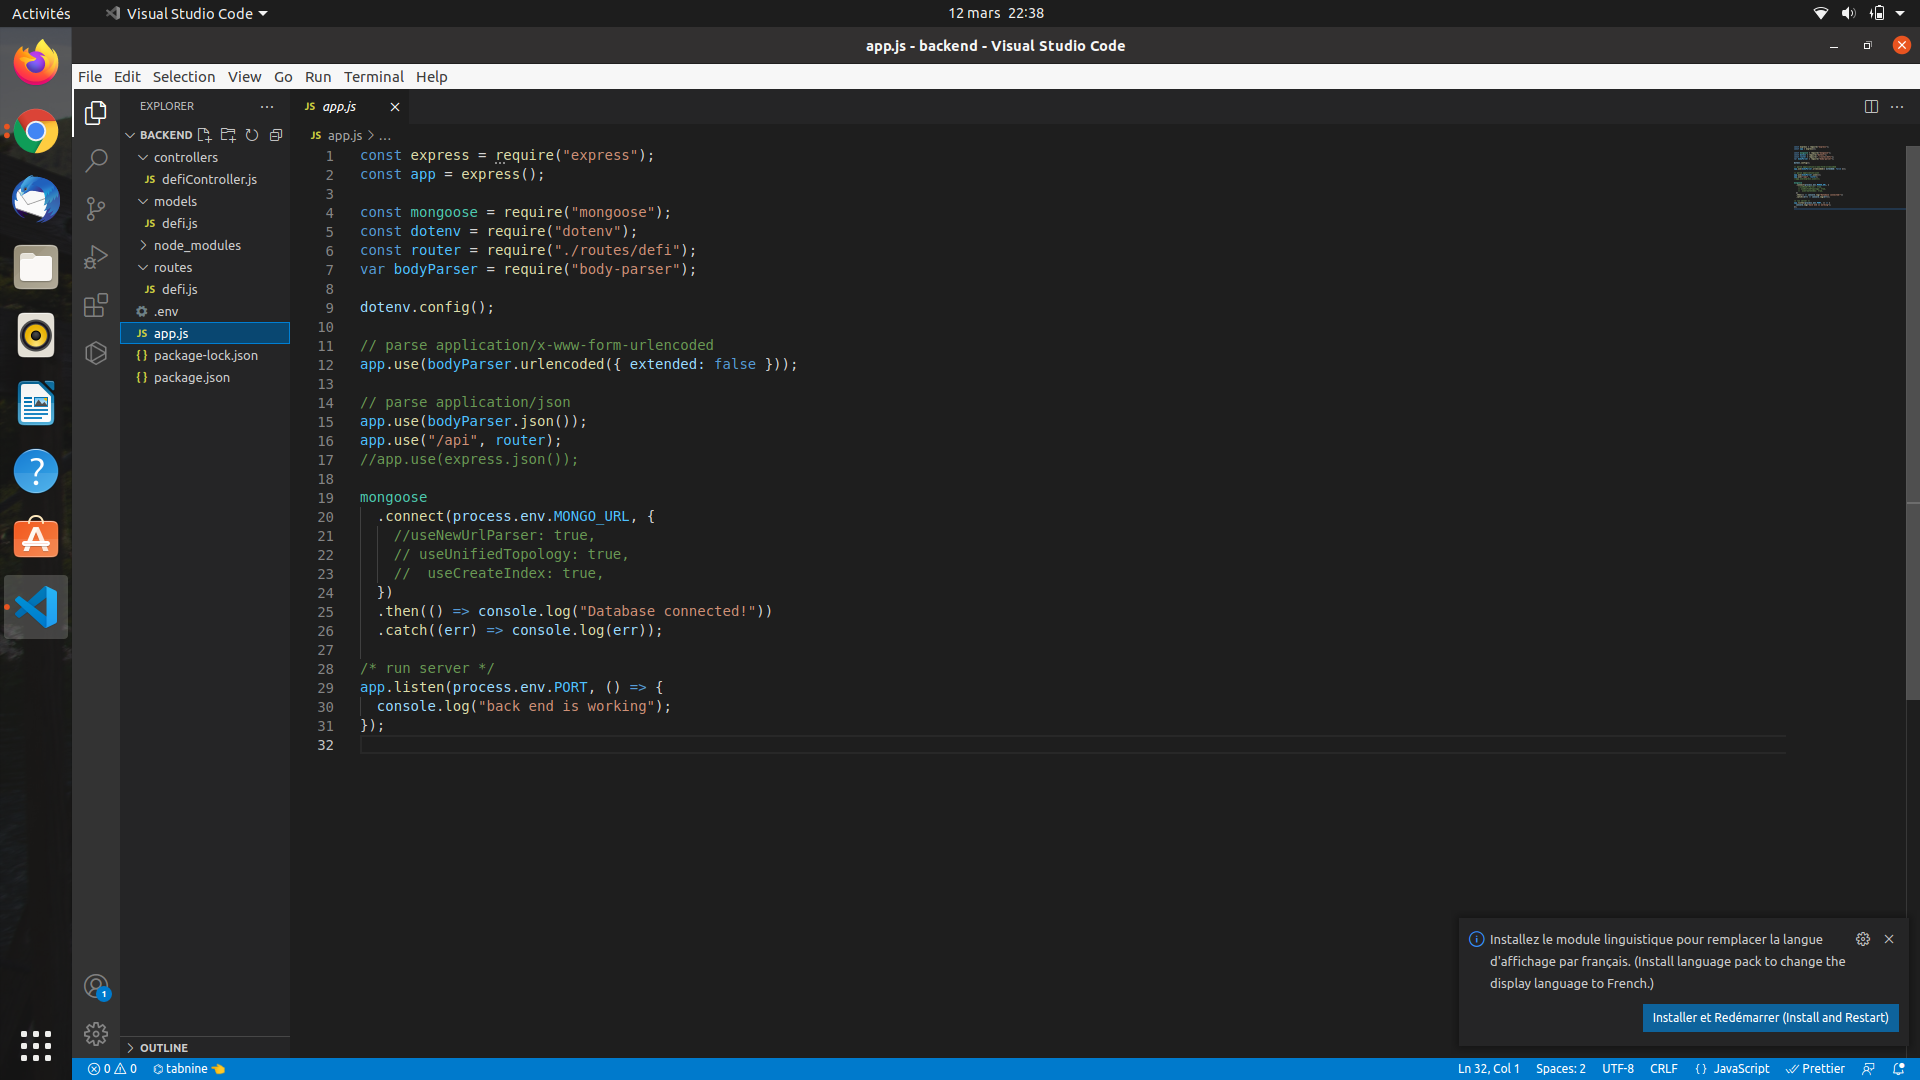 Activités
Visual Studio Code
12 mars 22:38
app.js - backend - Visual Studio Code
File Edit Selection View Go Run Terminal Help
EXPLORER
BACKEND
controllers
JS defiController.js
models
JS defi.js
node_modules
routes
JS defi.js
.env
JS app.js
{} package-lock.json
{} package.json
OUTLINE
JS app.js
JS app.js > ...
1 const express = require("express");
2 const app = express();
3
4 const mongoose = require("mongoose");
5 const dotenv = require("dotenv");
6 const router = require("./routes/defi");
7 var bodyParser = require("body-parser");
8
9 dotenv.config();
10
11 // parse application/x-www-form-urlencoded
12 app.use(bodyParser.urlencoded({ extended: false }));
13
14 // parse application/json
15 app.use(bodyParser.json());
16 app.use("/api", router);
17 //app.use(express.json());
18
19 mongoose
20 .connect(process.env.MONGO_URL, {
21 //useNewUrlParser: true,
22 // useUnifiedTopology: true,
23 //  useCreateIndex: true,
24 })
25 .then(() => console.log("Database connected!"))
26 .catch((err) => console.log(err));
27
28 /* run server */
29 app.listen(process.env.PORT, () => {
30 console.log("back end is working");
31 });
32
Installez le module linguistique pour remplacer la langue
d'affichage par français. (Install language pack to change the
display language to French.)
Installer et Redémarrer (Install and Restart)
1
0 0 tabnine
Ln 32, Col 1 Spaces: 2 UTF-8 CRLF {} JavaScript Prettier